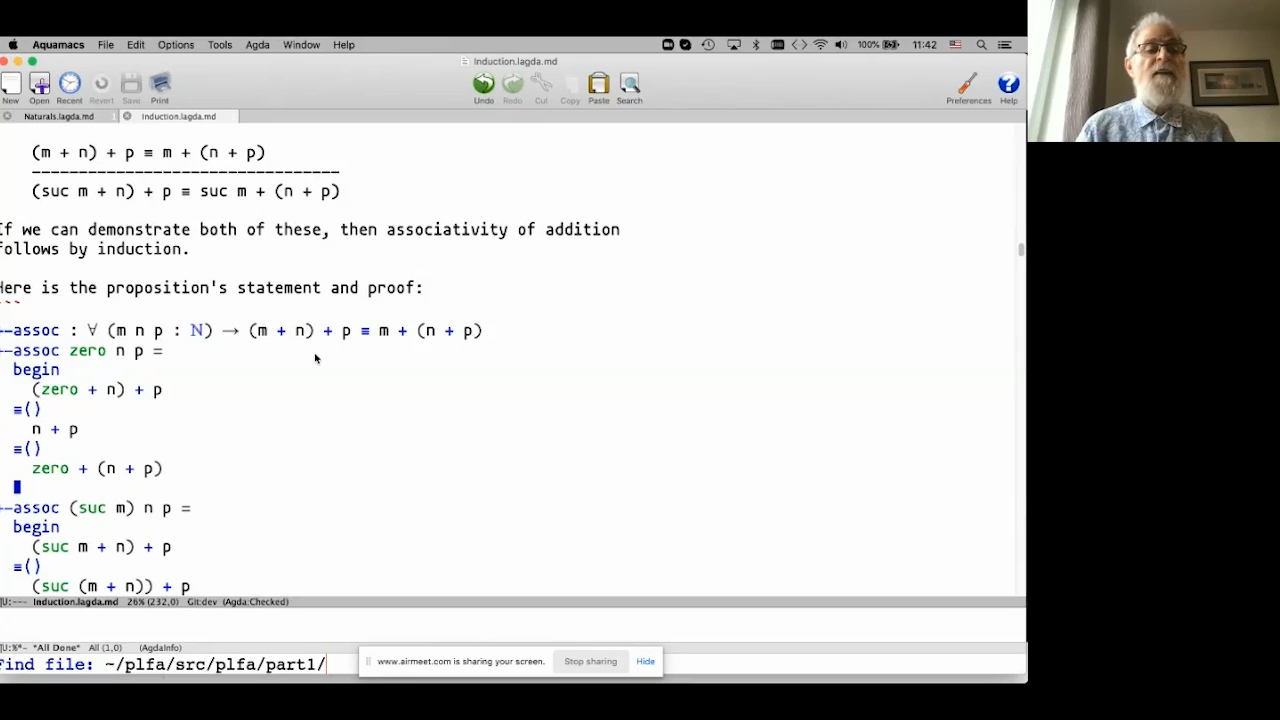 Aquamacs File Edit Options Tools Agda Window Help 100% 11:42
Induction.lagda.md
New Open Recent Revert Save Print Undo Redo Cut Copy Paste Search Preferences Help
Naturals.lagda.md Induction.lagda.md
(m + n) + p ≡ m + (n + p)
---------------------------------
(suc m + n) + p ≡ suc m + (n + p)
If we can demonstrate both of these, then associativity of addition
follows by induction.
Here is the proposition's statement and proof:
```
+-assoc : ∀ (m n p : ℕ) → (m + n) + p ≡ m + (n + p)
+-assoc zero n p =
begin
(zero + n) + p
≡⟨⟩
n + p
≡⟨⟩
zero + (n + p)
+-assoc (suc m) n p =
begin
(suc m + n) + p
≡⟨⟩
(suc (m + n)) + p
U:--- Induction.lagda.md 26% (232,0) Git:dev (Agda:Checked)
U:%*- *All Done* All (1,0) (AgdaInfo)
Find file: ~/plfa/src/plfa/part1/
www.airmeet.com is sharing your screen. Stop sharing Hide